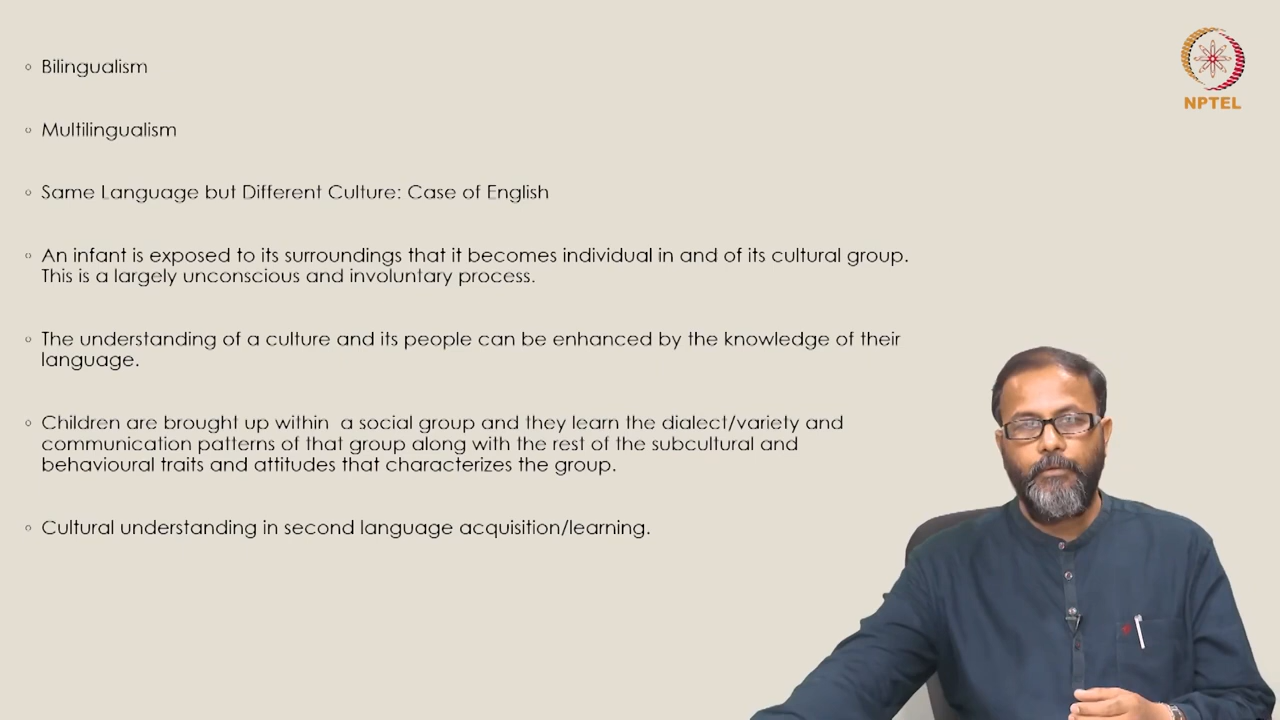 Bilingualism
Multilingualism
Same Language but Different Culture: Case of English
An infant is exposed to its surroundings that it becomes individual in and of its cultural group.
This is a largely unconscious and involuntary process.
The understanding of a culture and its people can be enhanced by the knowledge of their
language.
Children are brought up within a social group and they learn the dialect/variety and
communication patterns of that group along with the rest of the subcultural and
behavioural traits and attitudes that characterizes the group.
Cultural understanding in second language acquisition/learning.
NPTEL